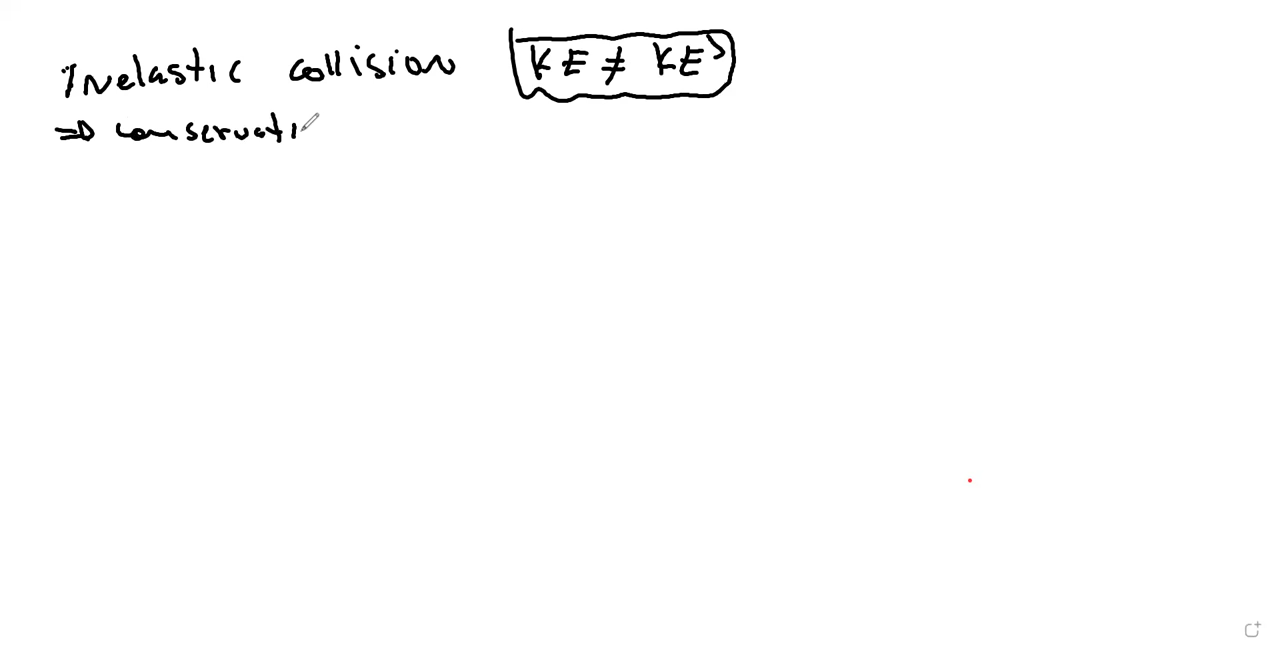 Inelastic collision KE ≠ KE'
⇒ conservati